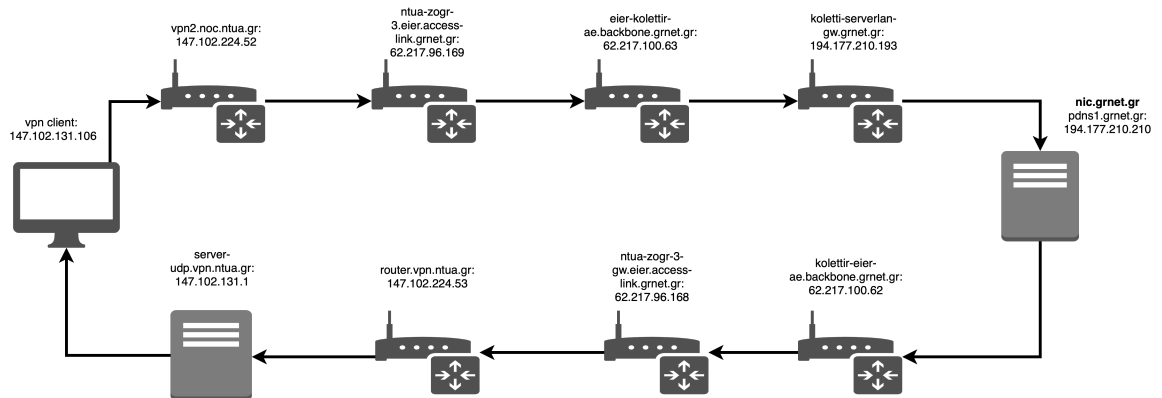 vpn client:
147.102.131.106
vpn2.noc.ntua.gr:
147.102.224.52
ntua-zogr-
3.eier.access-
link.grnet.gr:
62.217.96.169
eier-kolettir-
ae.backbone.grnet.gr:
62.217.100.63
koletti-serverlan-
gw.grnet.gr:
194.177.210.193
nic.grnet.gr
pdns1.grnet.gr:
194.177.210.210
kolettir-eier-
ae.backbone.grnet.gr:
62.217.100.62
ntua-zogr-3-
gw.eier.access-
link.grnet.gr:
62.217.96.168
router.vpn.ntua.gr:
147.102.224.53
server-
udp.vpn.ntua.gr:
147.102.131.1